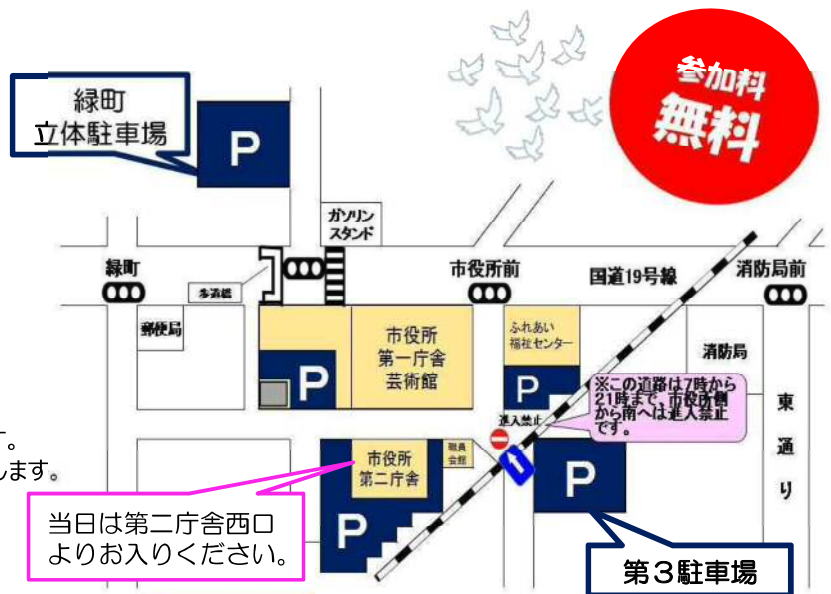 参加料
無料
緑町
立体駐車場
P
ガソリン
スタンド
緑町
歩道橋
市役所前
国道19号線
消防局前
郵便局
P
市役所
第一庁舎
芸術館
ふれあい
福祉センター
P
消防局
※この道路は7時から
21時まで、市役所側
から南へは進入禁止
です。
進入禁止
東通り
す。
します。
市役所
第二庁舎
職員
会館
P
P
当日は第二庁舎西口
よりお入りください。
第3駐車場